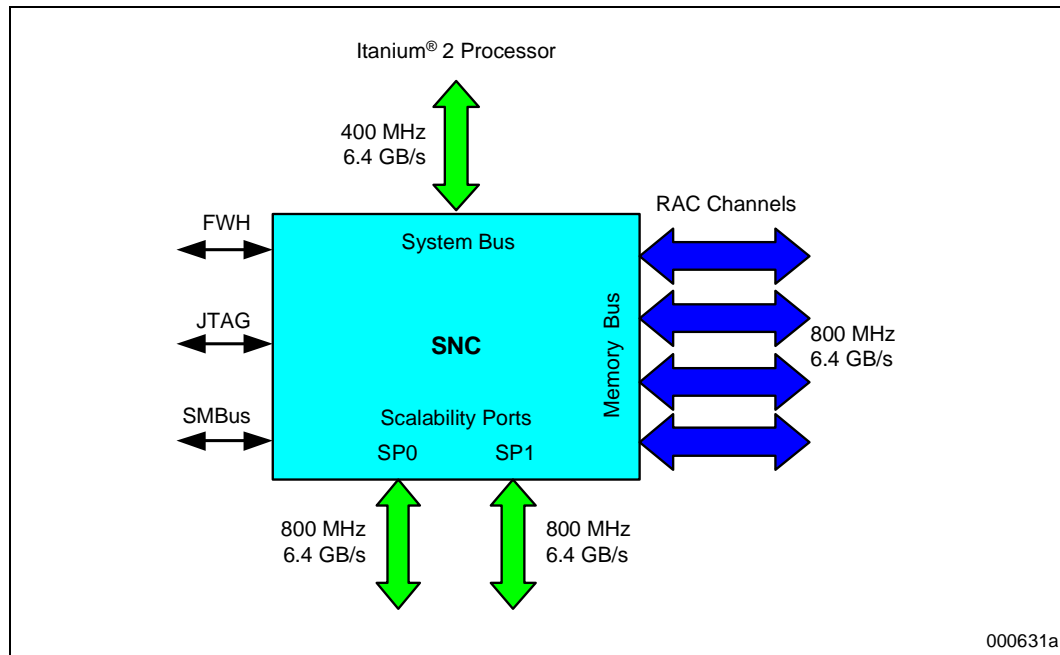 Itanium® 2 Processor
400 MHz
6.4 GB/s
RAC Channels
FWH
System Bus
JTAG
SNC
Memory Bus
800 MHz
6.4 GB/s
SMBus
Scalability Ports
SP0 SP1
800 MHz
6.4 GB/s
800 MHz
6.4 GB/s
000631a